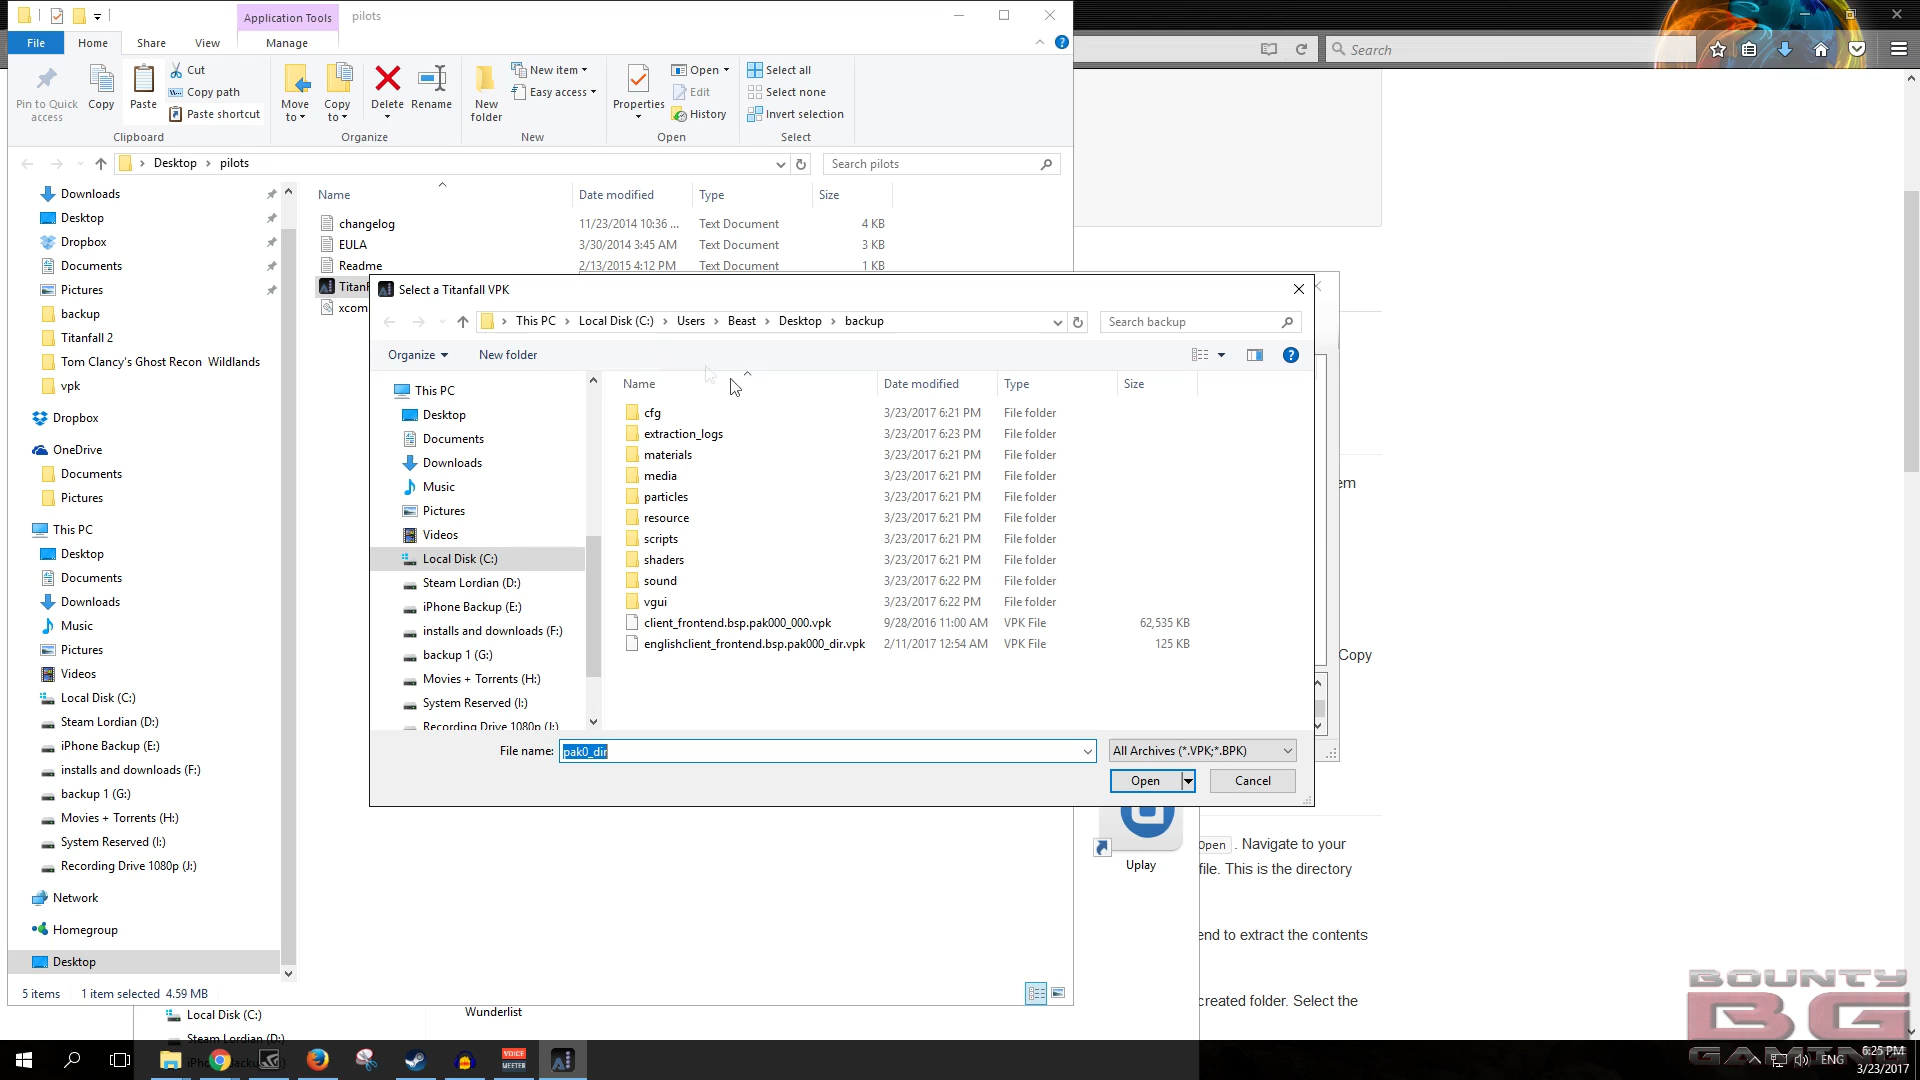 Application Tools
pilots
File
Home
Share
View
Manage
Search
Pin to Quick access
Copy
Paste
Cut
Copy path
Paste shortcut
Clipboard
Move to
Copy to
Delete
Rename
Organize
New folder
New item
Easy access
New
Properties
Open
Edit
History
Open
Select all
Select none
Invert selection
Select
Desktop
pilots
Search pilots
Downloads
Desktop
Dropbox
Documents
Pictures
backup
Titanfall 2
Tom Clancy's Ghost Recon Wildlands
vpk
Dropbox
OneDrive
Documents
Pictures
This PC
Desktop
Documents
Downloads
Music
Pictures
Videos
Local Disk (C:)
Steam Lordian (D:)
iPhone Backup (E:)
installs and downloads (F:)
backup 1 (G:)
Movies + Torrents (H:)
System Reserved (I:)
Recording Drive 1080p (J:)
Network
Homegroup
Desktop
5 items
1 item selected 4.59 MB
Name
Date modified
Type
Size
changelog 11/23/2014 10:36 ... Text Document 4 KB
EULA 3/30/2014 3:45 AM Text Document 3 KB
Readme 2/13/2015 4:12 PM Text Document 1 KB
Titanf
xcom
Select a Titanfall VPK
This PC
Local Disk (C:)
Users
Beast
Desktop
backup
Search backup
Organize
New folder
This PC
Desktop
Documents
Downloads
Music
Pictures
Videos
Local Disk (C:)
Steam Lordian (D:)
iPhone Backup (E:)
installs and downloads (F:)
backup 1 (G:)
Movies + Torrents (H:)
System Reserved (I:)
Recording Drive 1080p (J:)
Name
Date modified
Type
Size
cfg 3/23/2017 6:21 PM File folder
extraction_logs 3/23/2017 6:23 PM File folder
materials 3/23/2017 6:21 PM File folder
media 3/23/2017 6:21 PM File folder
particles 3/23/2017 6:21 PM File folder
resource 3/23/2017 6:21 PM File folder
scripts 3/23/2017 6:21 PM File folder
shaders 3/23/2017 6:21 PM File folder
sound 3/23/2017 6:22 PM File folder
vgui 3/23/2017 6:22 PM File folder
client_frontend.bsp.pak000_000.vpk 9/28/2016 11:00 AM VPK File 62,535 KB
englishclient_frontend.bsp.pak000_dir.vpk 2/11/2017 12:54 AM VPK File 125 KB
File name:
pak0_dir
All Archives (*.VPK;*.BPK)
Open
Cancel
em
Copy
Uplay
Open . Navigate to your
file. This is the directory
end to extract the contents
created folder. Select the
Local Disk (C:)
Steam Lordian (D:)
Wunderlist
VOICE
MEETER
BOUNTY
BG
GAMING
ENG
6:25 PM
3/23/2017